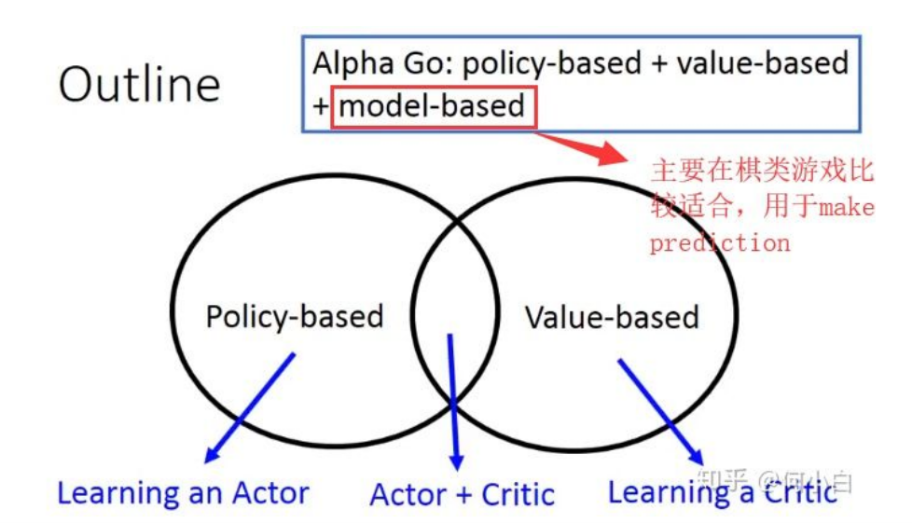 Outline
Alpha Go: policy-based + value-based
+ model-based
主要在棋类游戏比
较适合，用于make
prediction
Policy-based
Value-based
Learning an Actor
Actor + Critic
Learning a Critic
知乎 @何小白